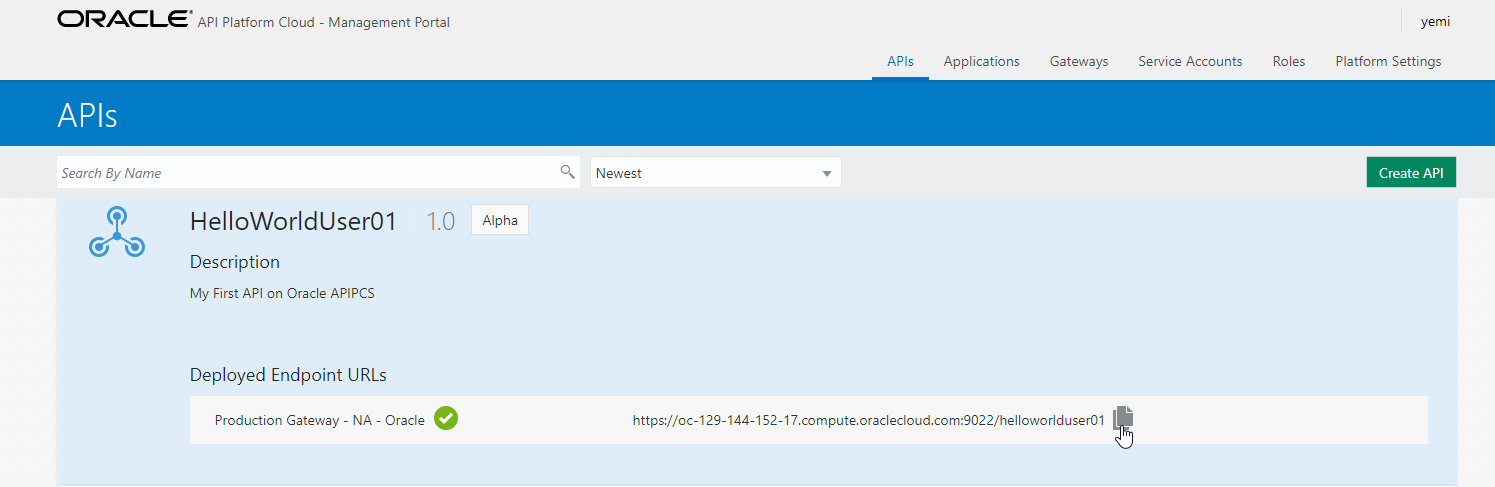 ORACLE® API Platform Cloud - Management Portal
yemi
APIs Applications Gateways Service Accounts Roles Platform Settings
APIs
Search By Name Newest Create API
HelloWorldUser01 1.0 Alpha
Description
My First API on Oracle APIPCS
Deployed Endpoint URLs
Production Gateway - NA - Oracle https://oc-129-144-152-17.compute.oraclecloud.com:9022/helloworlduser01